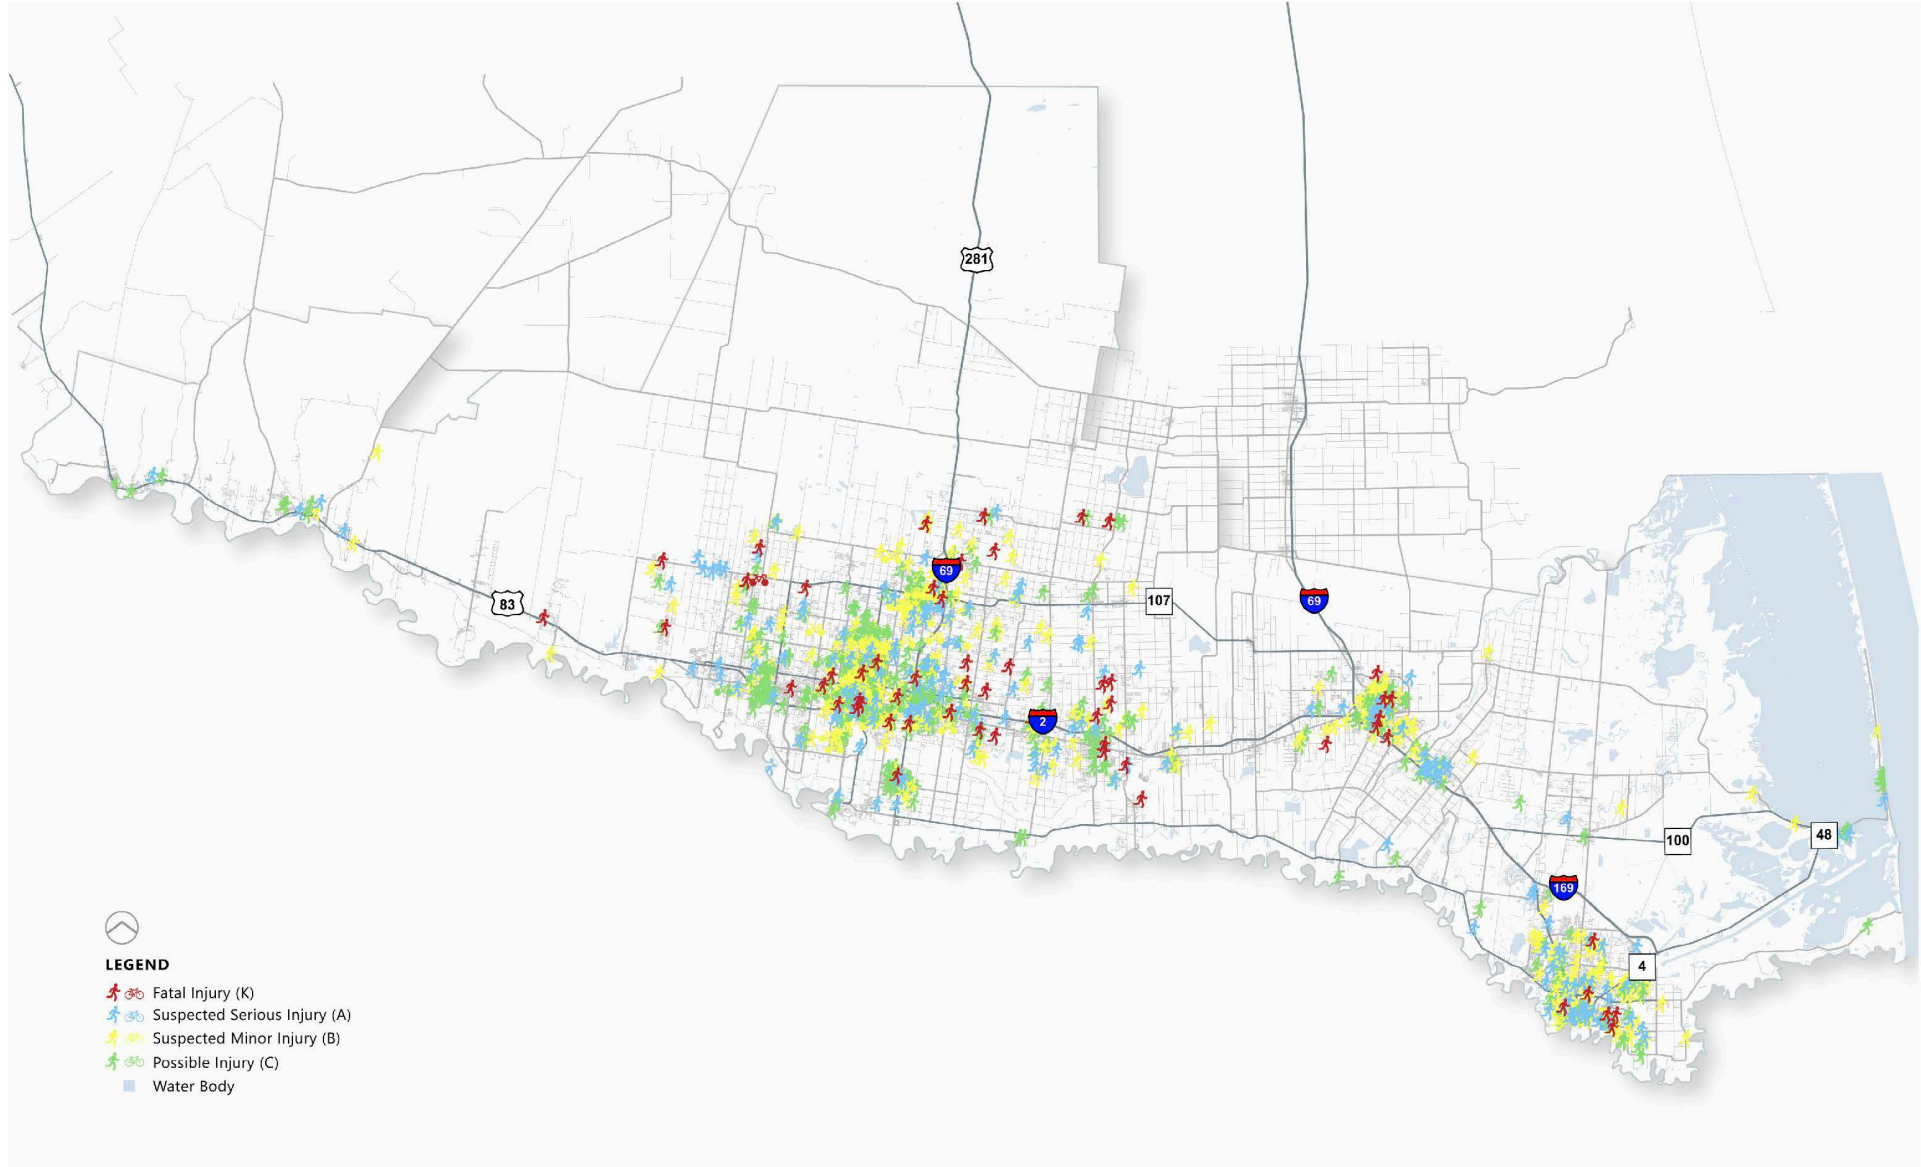 281
69
83
107
69
2
100
48
169
4
LEGEND
Fatal Injury (K)
Suspected Serious Injury (A)
Suspected Minor Injury (B)
Possible Injury (C)
Water Body